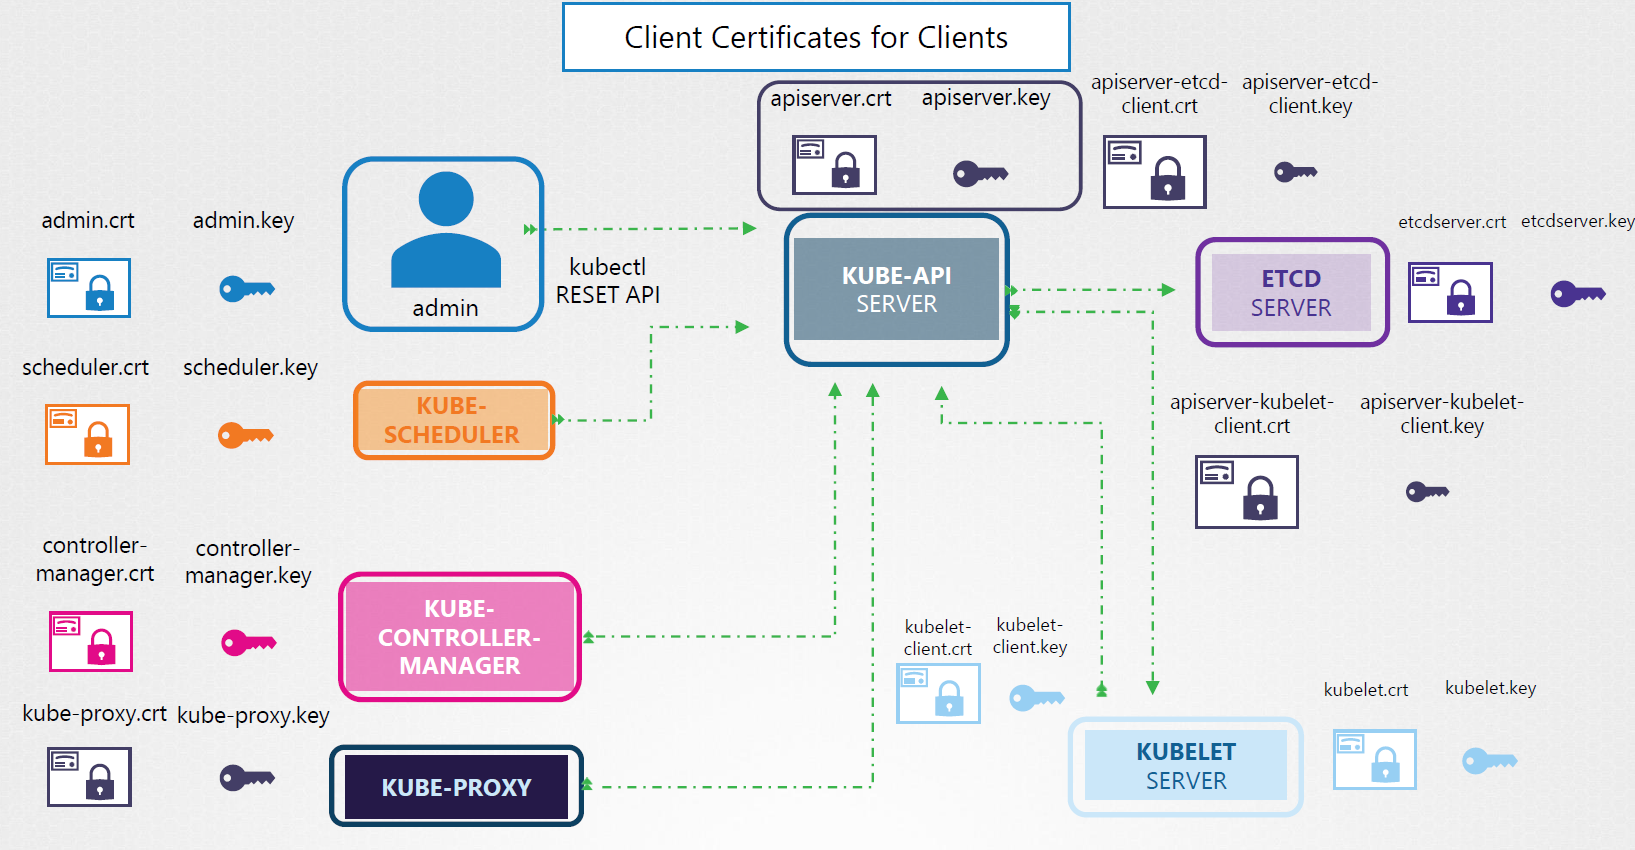 Client Certificates for Clients
apiserver.crt
apiserver.key
apiserver-etcd-
client.crt
apiserver-etcd-
client.key
admin.crt
admin.key
admin
kubectl
RESET API
KUBE-API
SERVER
ETCD
SERVER
etcdserver.crt
etcdserver.key
scheduler.crt
scheduler.key
KUBE-
SCHEDULER
apiserver-kubelet-
client.crt
apiserver-kubelet-
client.key
controller-
manager.crt
controller-
manager.key
KUBE-
CONTROLLER-
MANAGER
kubelet-
client.crt
kubelet-
client.key
kubelet.crt
kubelet.key
kube-proxy.crt
kube-proxy.key
KUBE-PROXY
KUBELET
SERVER